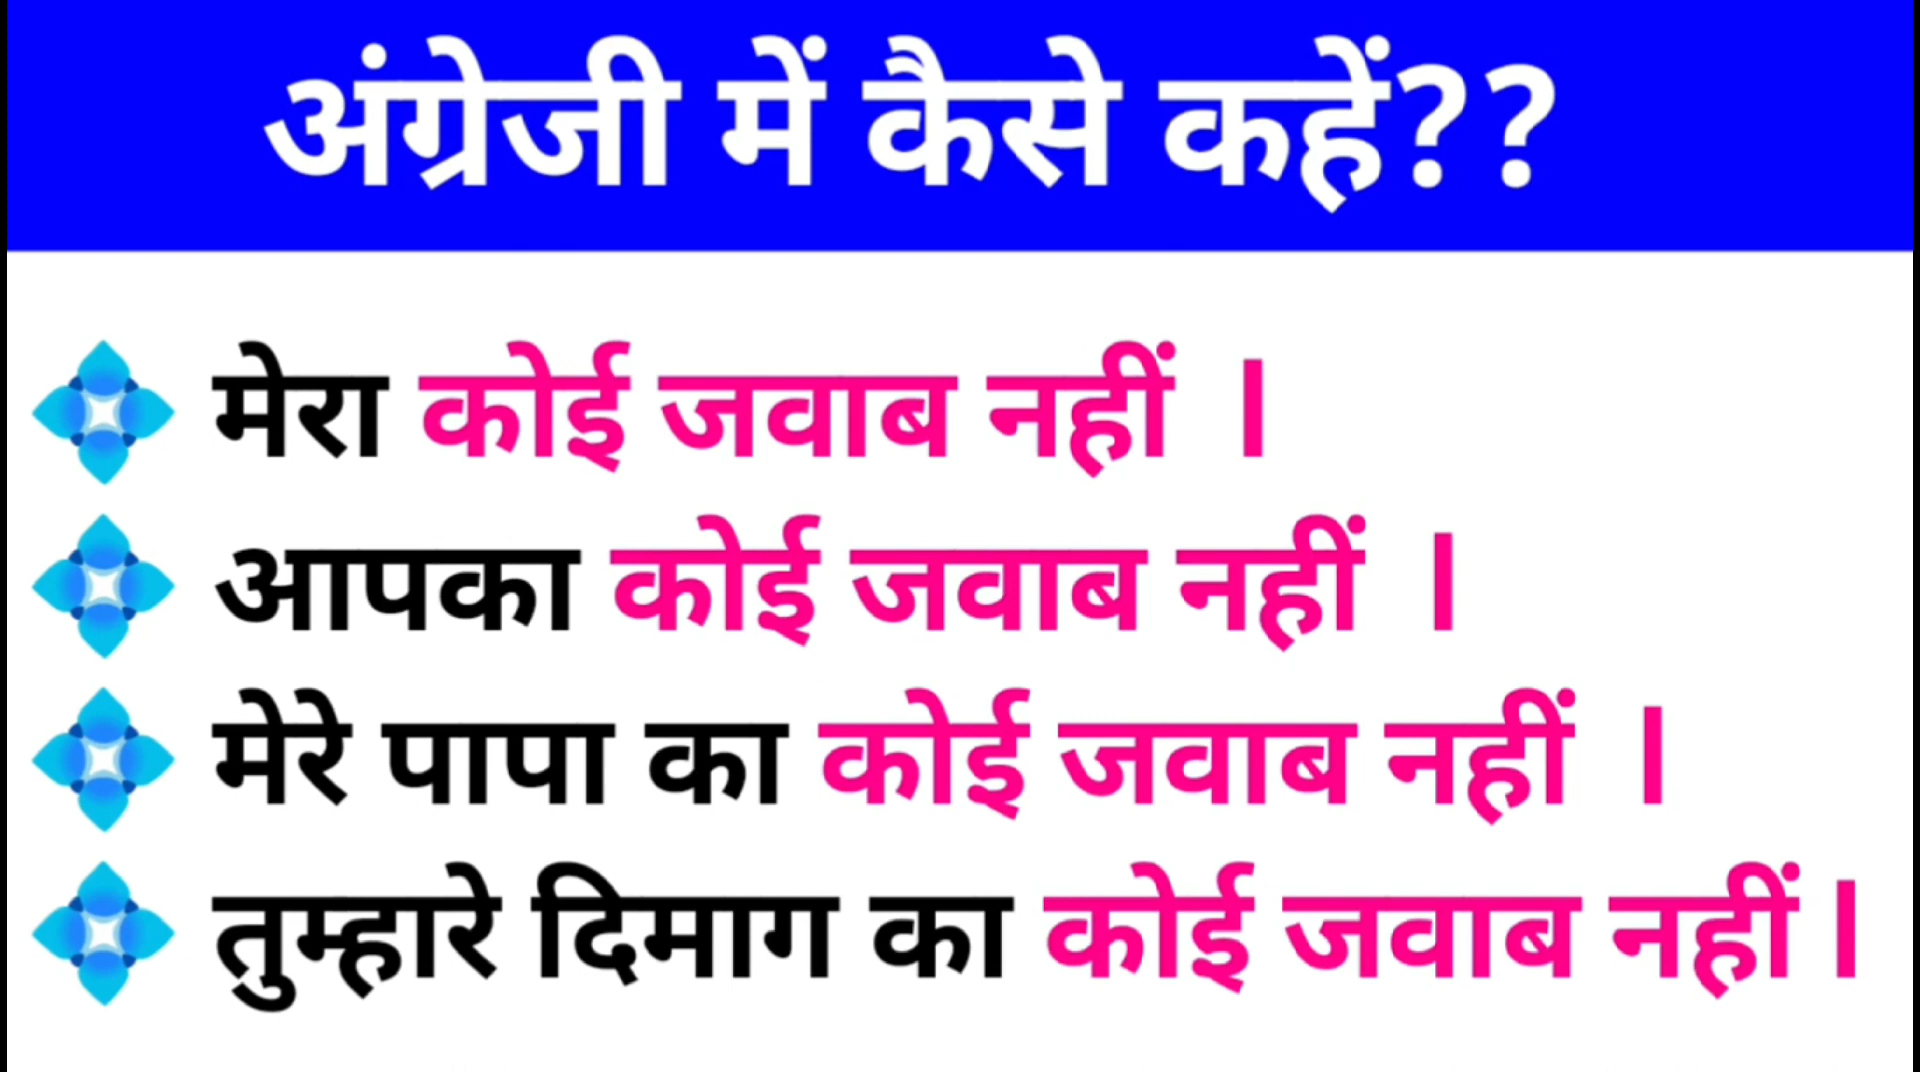 अंग्रेजी में कैसे कहें??
मेरा कोई जवाब नहीं ।
आपका कोई जवाब नहीं ।
मेरे पापा का कोई जवाब नहीं ।
तुम्हारे दिमाग का कोई जवाब नहीं।